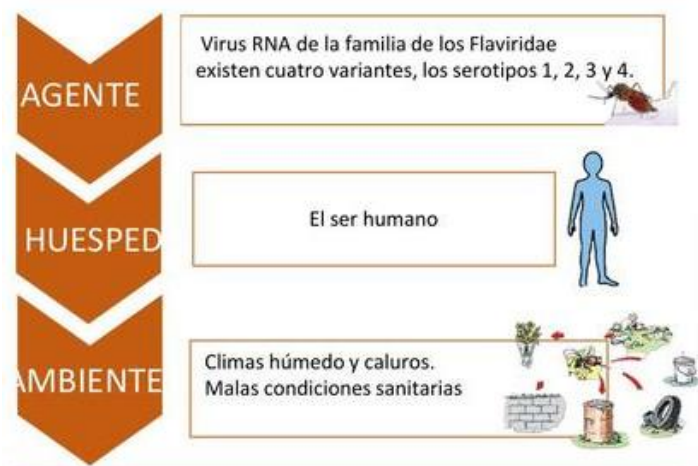 AGENTE
Virus RNA de la familia de los Flaviridae
existen cuatro variantes, los serotipos 1, 2, 3 y 4.
HUESPED
El ser humano
AMBIENTE
Climas húmedo y caluros.
Malas condiciones sanitarias